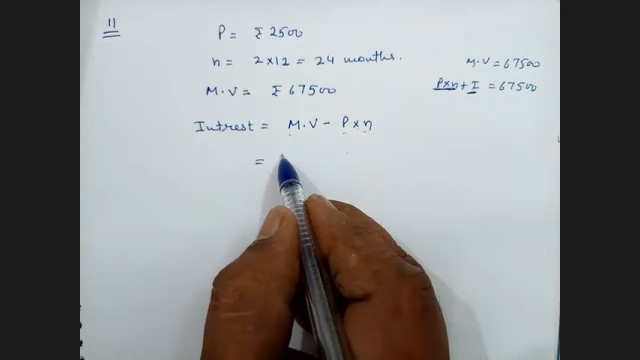 11
P = ₹ 2500
n = 2 × 12 = 24 months.
M.V = ₹ 67500
Intrest = M.V - P × n
=
M.V = 67500
P×n + I = 67500